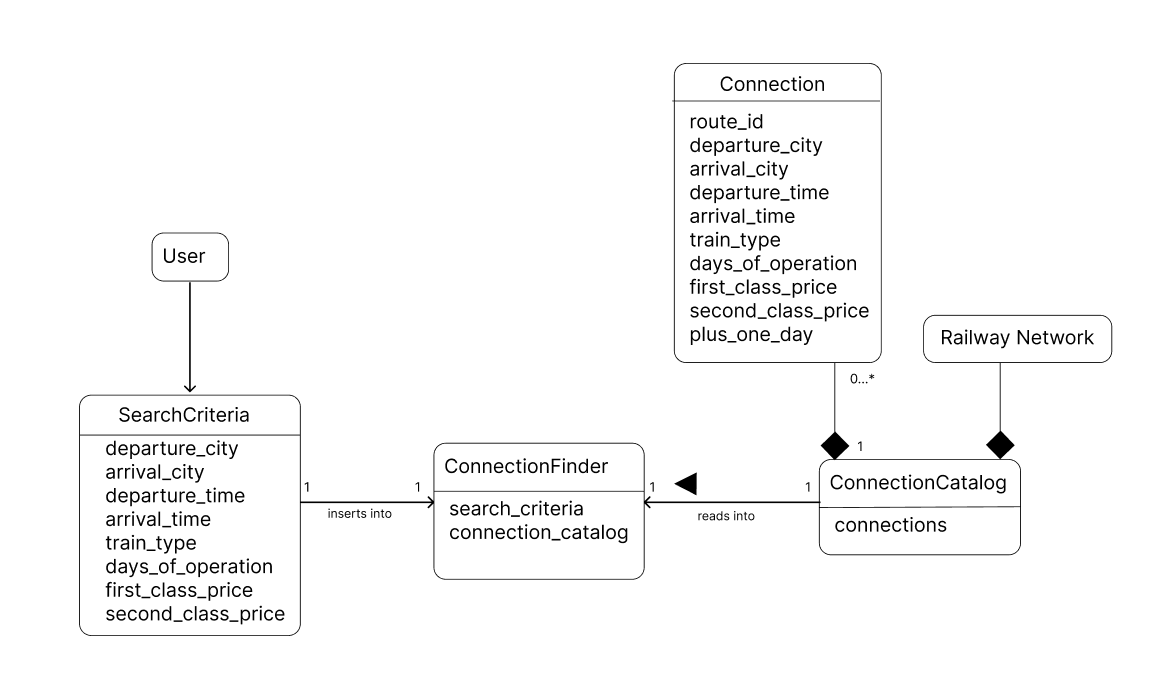 Connection
route_id
departure_city
arrival_city
departure_time
arrival_time
train_type
days_of_operation
first_class_price
second_class_price
plus_one_day
User
Railway Network
0...*
1
SearchCriteria
departure_city
arrival_city
departure_time
arrival_time
train_type
days_of_operation
first_class_price
second_class_price
1
inserts into
1
ConnectionFinder
search_criteria
connection_catalog
1
reads into
1
ConnectionCatalog
connections